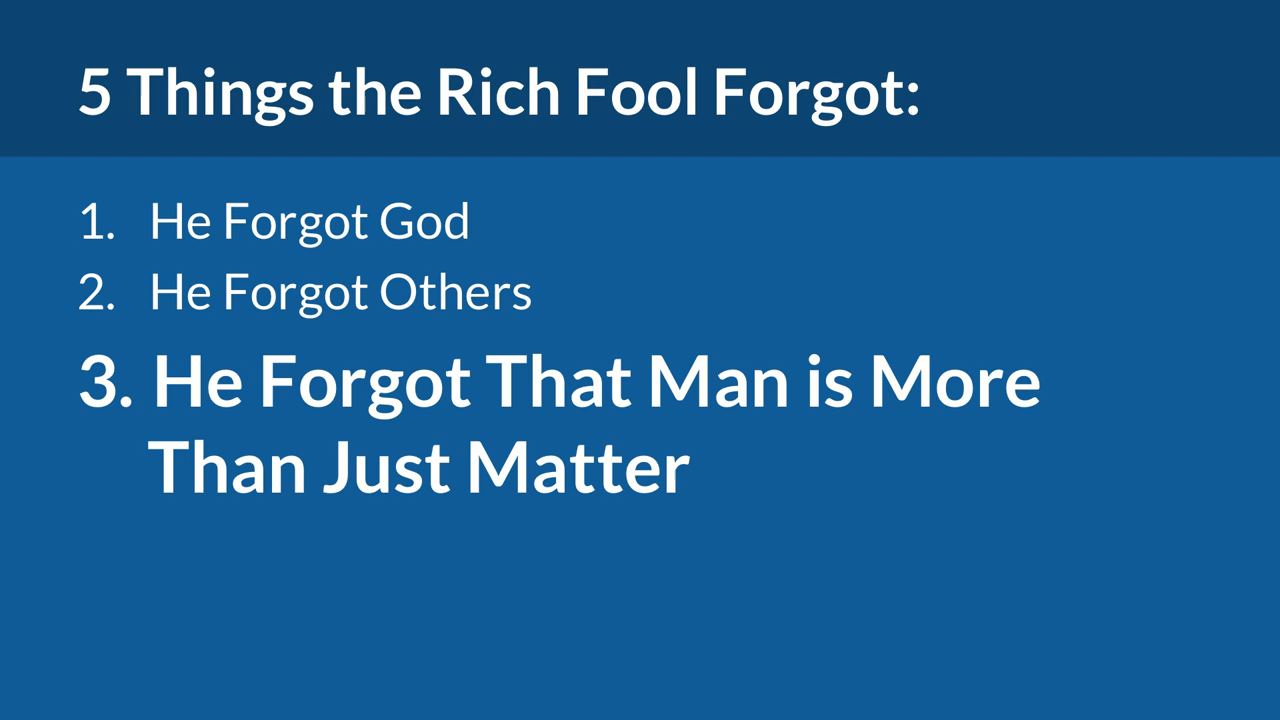 5 Things the Rich Fool Forgot:
1. He Forgot God
2. He Forgot Others
3. He Forgot That Man is More
Than Just Matter